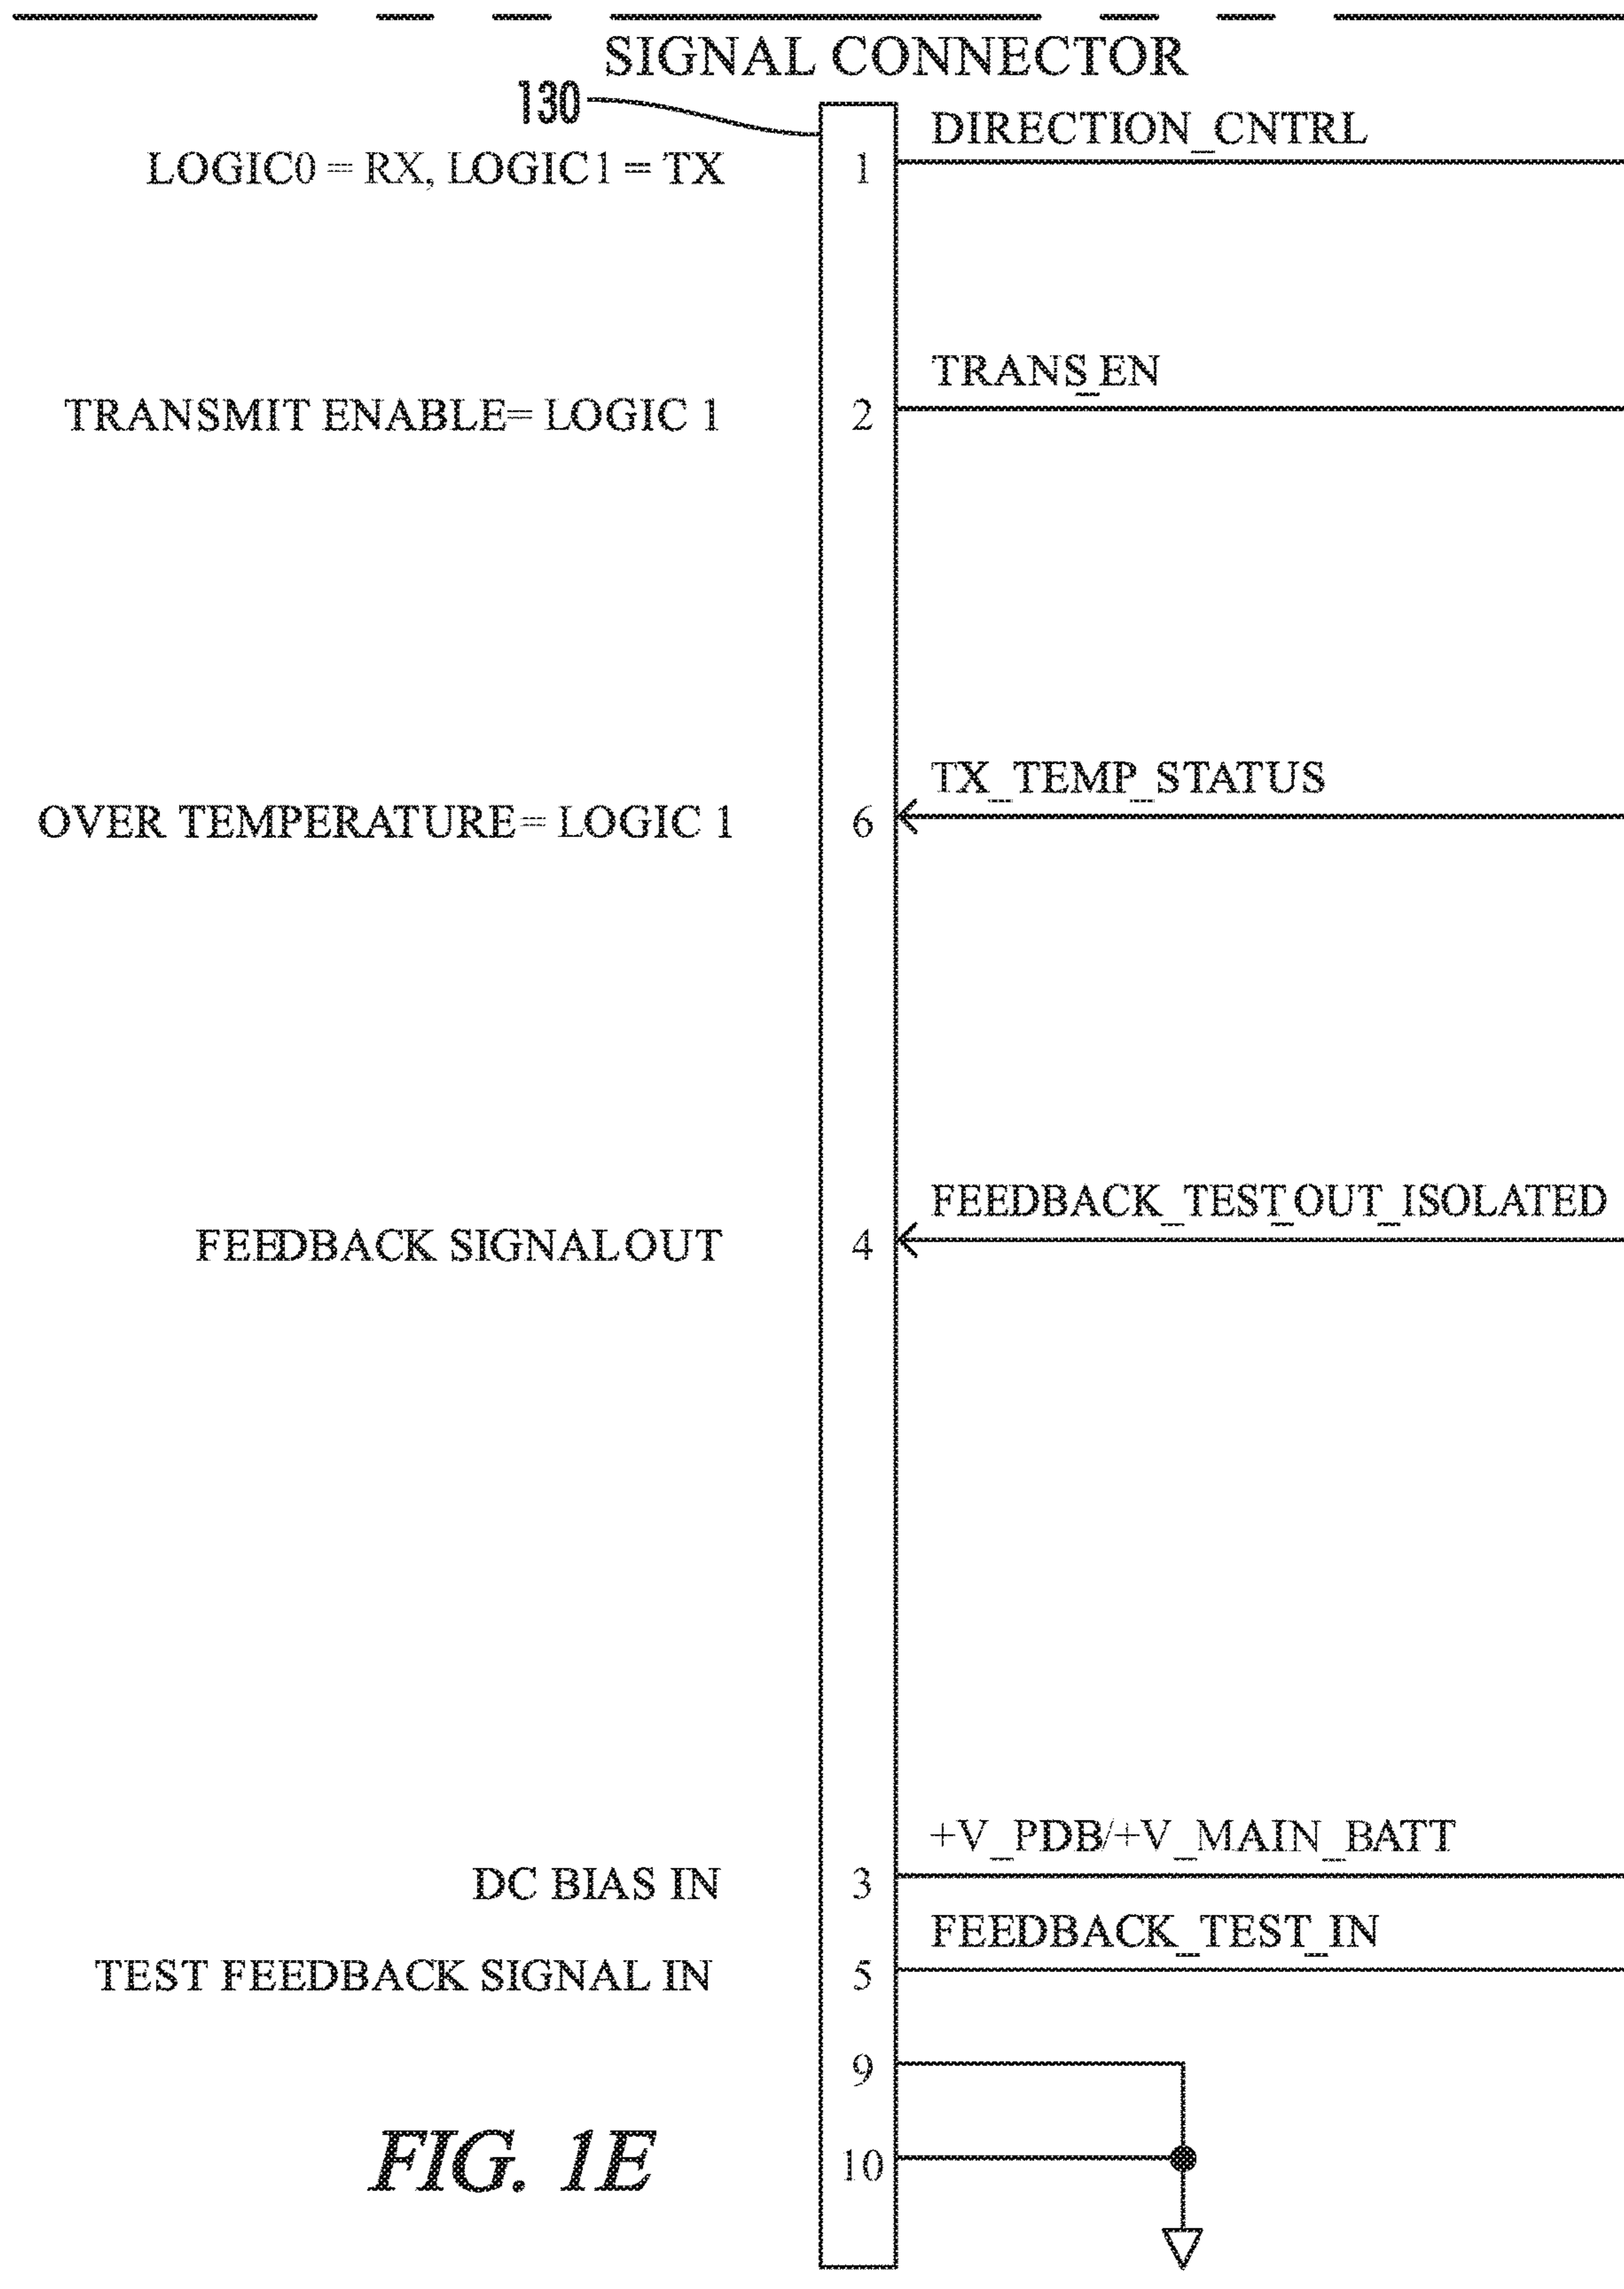 SIGNAL CONNECTOR
130
DIRECTION_CNTRL
LOGIC0 = RX, LOGIC1 = TX
1
TRANS_EN
TRANSMIT ENABLE= LOGIC 1
2
TX_TEMP_STATUS
OVER TEMPERATURE= LOGIC 1
6
FEEDBACK_TEST_OUT_ISOLATED
FEEDBACK SIGNAL OUT
4
+V_PDB/+V_MAIN_BATT
DC BIAS IN
3
FEEDBACK_TEST_IN
TEST FEEDBACK SIGNAL IN
5
9
10
FIG. 1E